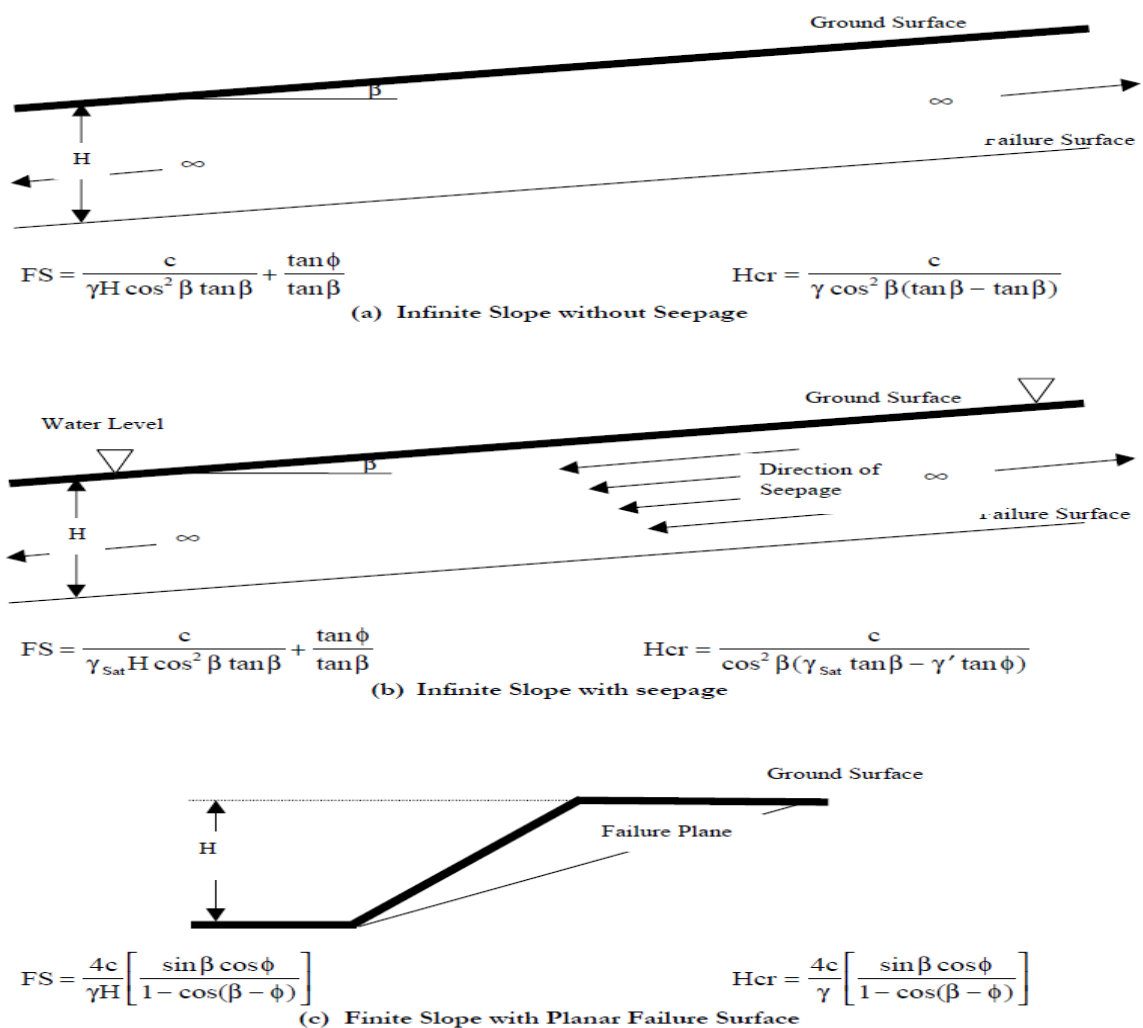 Ground Surface
β
∞
H
∞
Failure Surface
FS = c / (γH cos² β tan β) + tan ϕ / tan β
Hcr = c / (γ cos² β(tan β − tan β))
(a) Infinite Slope without Seepage
Ground Surface
Water Level
β
Direction of
Seepage
∞
H
∞
Failure Surface
FS = c / (γSat H cos² β tan β) + tan ϕ / tan β
Hcr = c / (cos² β(γSat tan β − γ′ tan ϕ))
(b) Infinite Slope with seepage
Ground Surface
Failure Plane
H
FS = 4c / γH [ sin β cos ϕ / (1 − cos(β − ϕ)) ]
Hcr = 4c / γ [ sin β cos ϕ / (1 − cos(β − ϕ)) ]
(c) Finite Slope with Planar Failure Surface